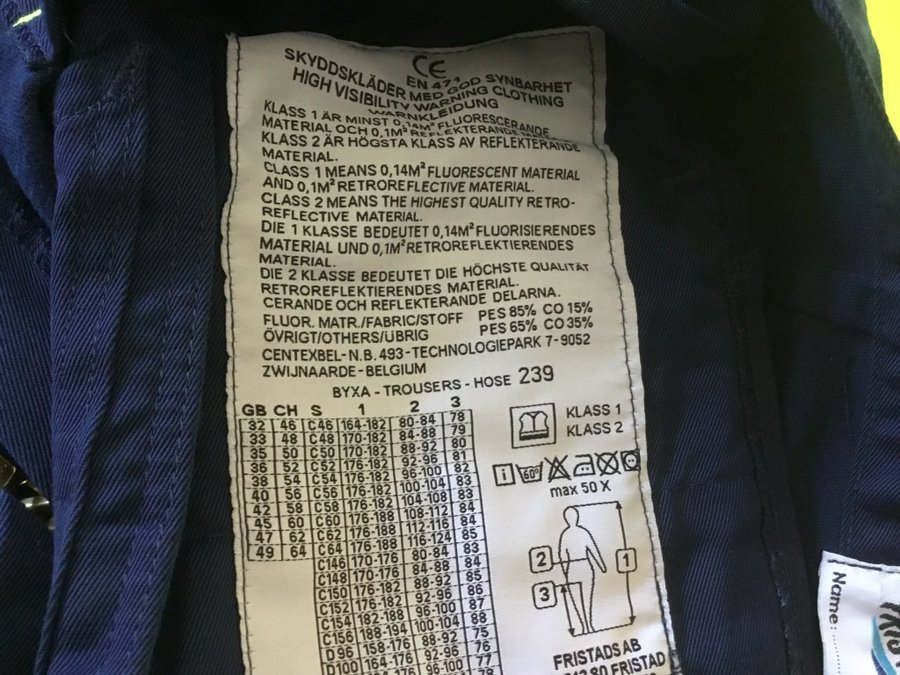 CE
EN 471
SKYDDSKLÄDER MED GOD SYNBARHET
HIGH VISIBILITY WARNING CLOTHING
WARNKLEIDUNG
KLASS 1 ÄR MINST 0,14M² FLUORESCERANDE
MATERIAL OCH 0,1M² REFLEKTERANDE
KLASS 2 ÄR HÖGSTA KLASS AV REFLEKTERANDE
MATERIAL.
CLASS 1 MEANS 0,14M² FLUORESCENT MATERIAL
AND 0,1M² RETROREFLECTIVE MATERIAL.
CLASS 2 MEANS THE HIGHEST QUALITY RETRO-
REFLECTIVE MATERIAL.
DIE 1 KLASSE BEDEUTET 0,14M² FLUORISIERENDES
MATERIAL UND 0,1M² RETROREFLEKTIERENDES
MATERIAL.
DIE 2 KLASSE BEDEUTET DIE HÖCHSTE QUALITÄT
RETROREFLEKTIERENDES MATERIAL.
CERANDE OCH REFLEKTERANDE DELARNA.
FLUOR. MATR./FABRIC/STOFF PES 85% CO 15%
ÖVRIGT/OTHERS/ÜBRIG PES 65% CO 35%
CENTEXBEL-N.B. 493-TECHNOLOGIEPARK 7-9052
ZWIJNAARDE-BELGIUM
BYXA - TROUSERS - HOSE 239
GB CH S 1 2 3
32 46 C46 164-182 80-84 78
33 48 C48 170-182 84-88 79
35 50 C50 170-182 88-92 80
36 52 C52 176-182 92-96 81
38 54 C54 176-182 96-100 82
40 56 C56 176-182 100-104 83
42 58 C58 176-182 104-108 83
45 60 C60 176-188 108-112 84
47 62 C62 176-188 112-116 84
49 64 C64 176-188 116-124 85
C146 170-176 80-84 83
C148 170-176 84-88 84
C150 176-182 88-92 85
C152 176-182 92-96 86
C154 182-188 96-100 87
C156 188-194 100-104 88
D96 158-176 88-92 75
D100 164-176 92-96 76
96-100 77
KLASS 1
KLASS 2
i 60°
max 50 X
1
2
3
FRISTADS AB
80 FRISTAD
Name: